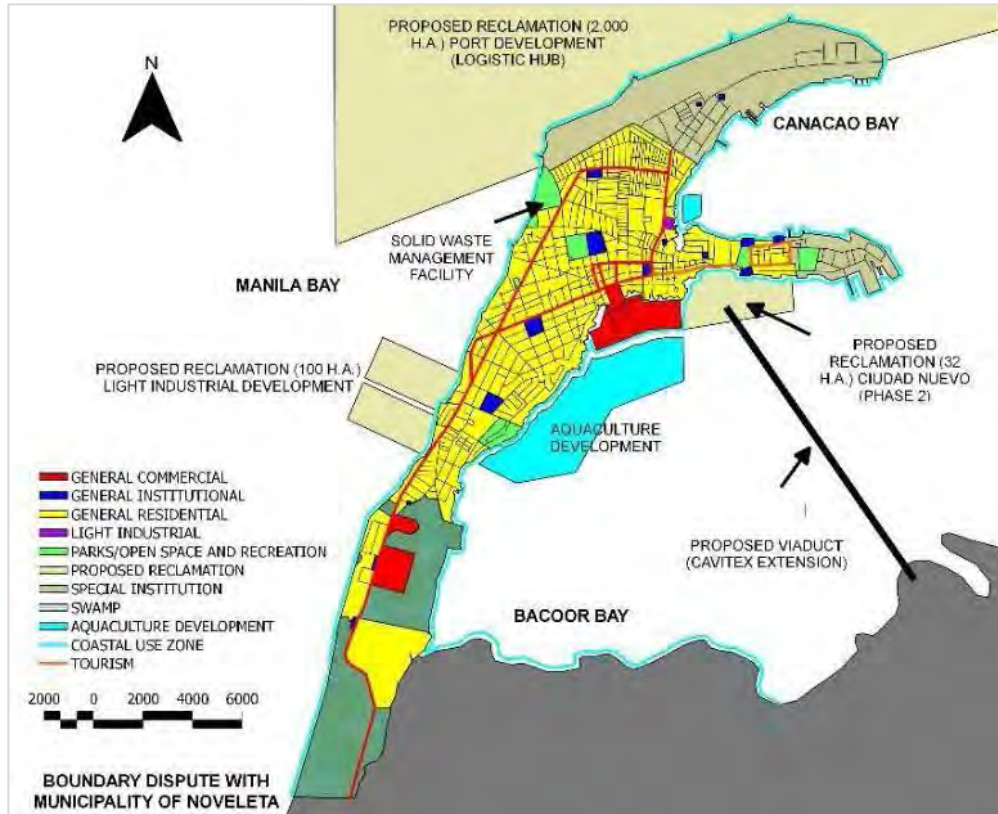 PROPOSED RECLAMATION (2,000
H.A.) PORT DEVELOPMENT
(LOGISTIC HUB)
N
CANACAO BAY
SOLID WASTE
MANAGEMENT
FACILITY
MANILA BAY
PROPOSED RECLAMATION (100 H.A.)
LIGHT INDUSTRIAL DEVELOPMENT
PROPOSED
RECLAMATION (32
H.A.) CIUDAD NUEVO
(PHASE 2)
AQUACULTURE
DEVELOPMENT
PROPOSED VIADUCT
(CAVITEX EXTENSION)
BACOOR BAY
GENERAL COMMERCIAL
GENERAL INSTITUTIONAL
GENERAL RESIDENTIAL
LIGHT INDUSTRIAL
PARKS/OPEN SPACE AND RECREATION
PROPOSED RECLAMATION
SPECIAL INSTITUTION
SWAMP
AQUACULTURE DEVELOPMENT
COASTAL USE ZONE
TOURISM
2000 0 2000 4000 6000
BOUNDARY DISPUTE WITH
MUNICIPALITY OF NOVELETA